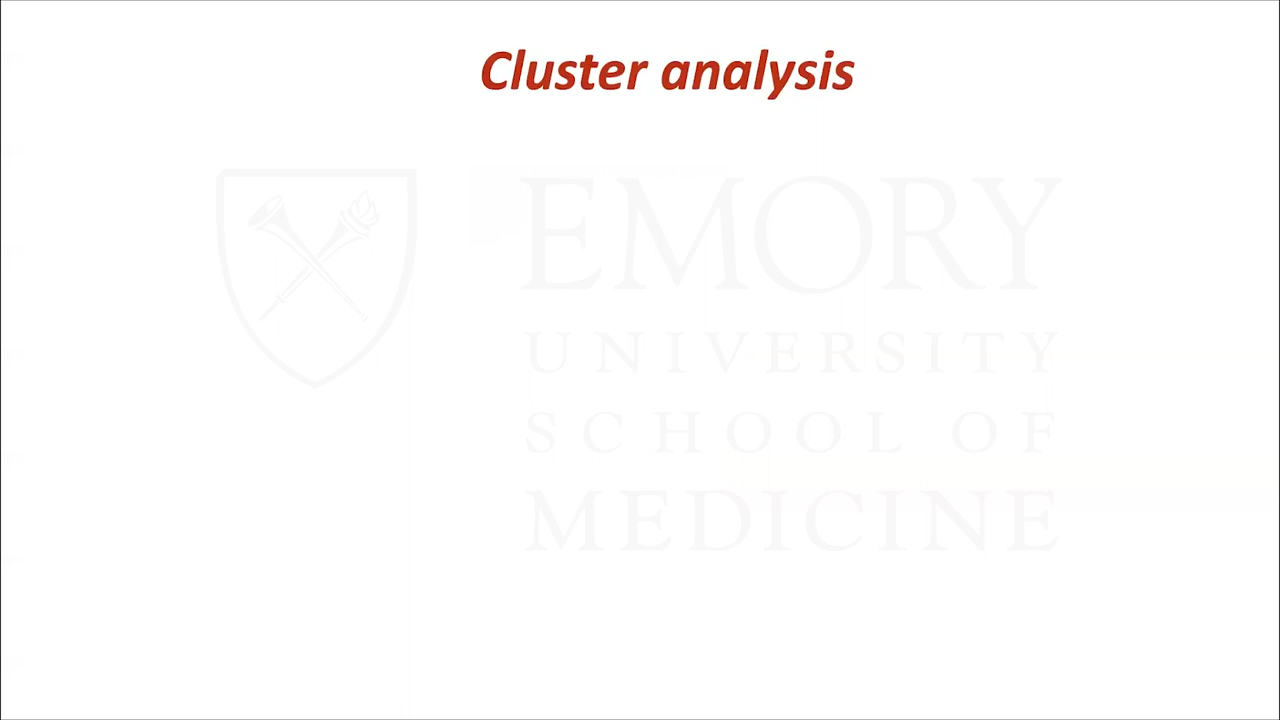 Cluster analysis
EMORY
UNIVERSITY
SCHOOL OF
MEDICINE